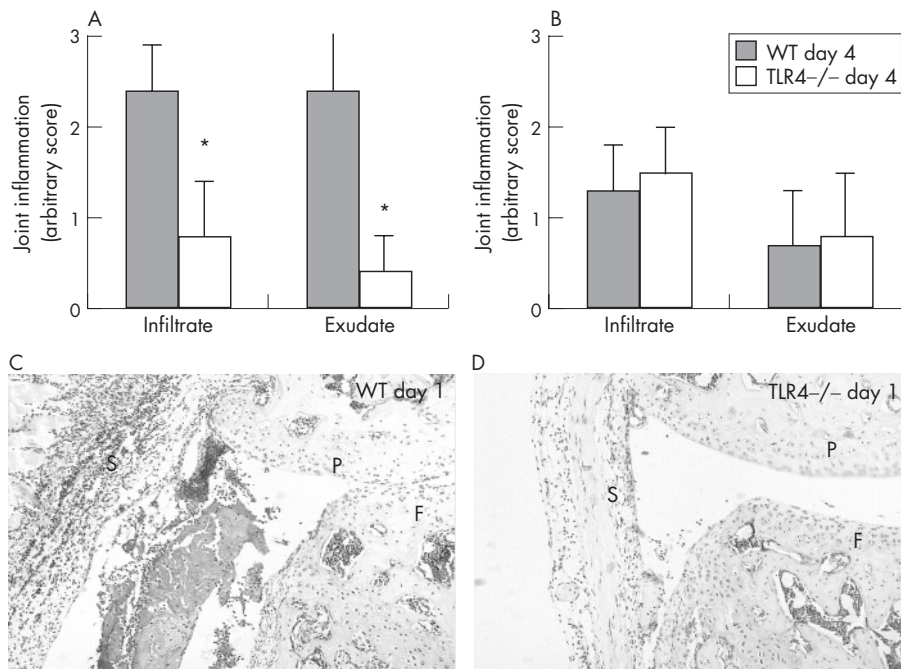 A
3
2
1
0
Joint inflammation
(arbitrary score)
*
*
Infiltrate
Exudate
B
3
2
1
0
Joint inflammation
(arbitrary score)
WT day 4
TLR4–/– day 4
Infiltrate
Exudate
C
WT day 1
S
P
F
D
TLR4–/– day 1
P
S
F